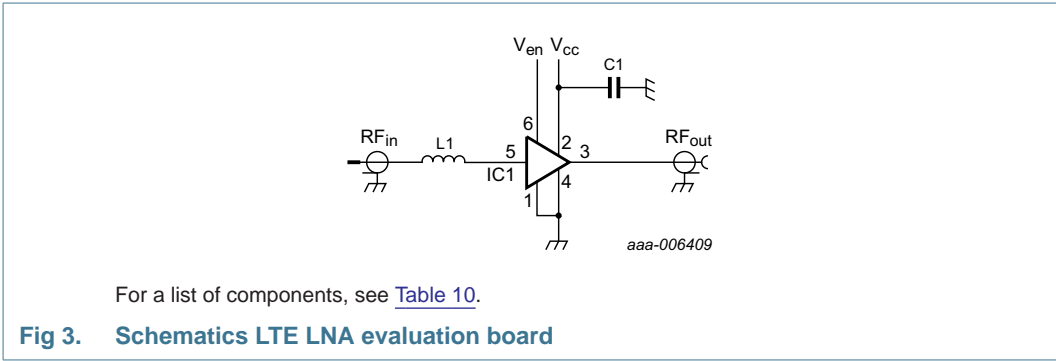 Ven Vcc
C1
6
RFin L1 5 2 3 RFout
IC1 4
1
aaa-006409
For a list of components, see Table 10.
Fig 3. Schematics LTE LNA evaluation board